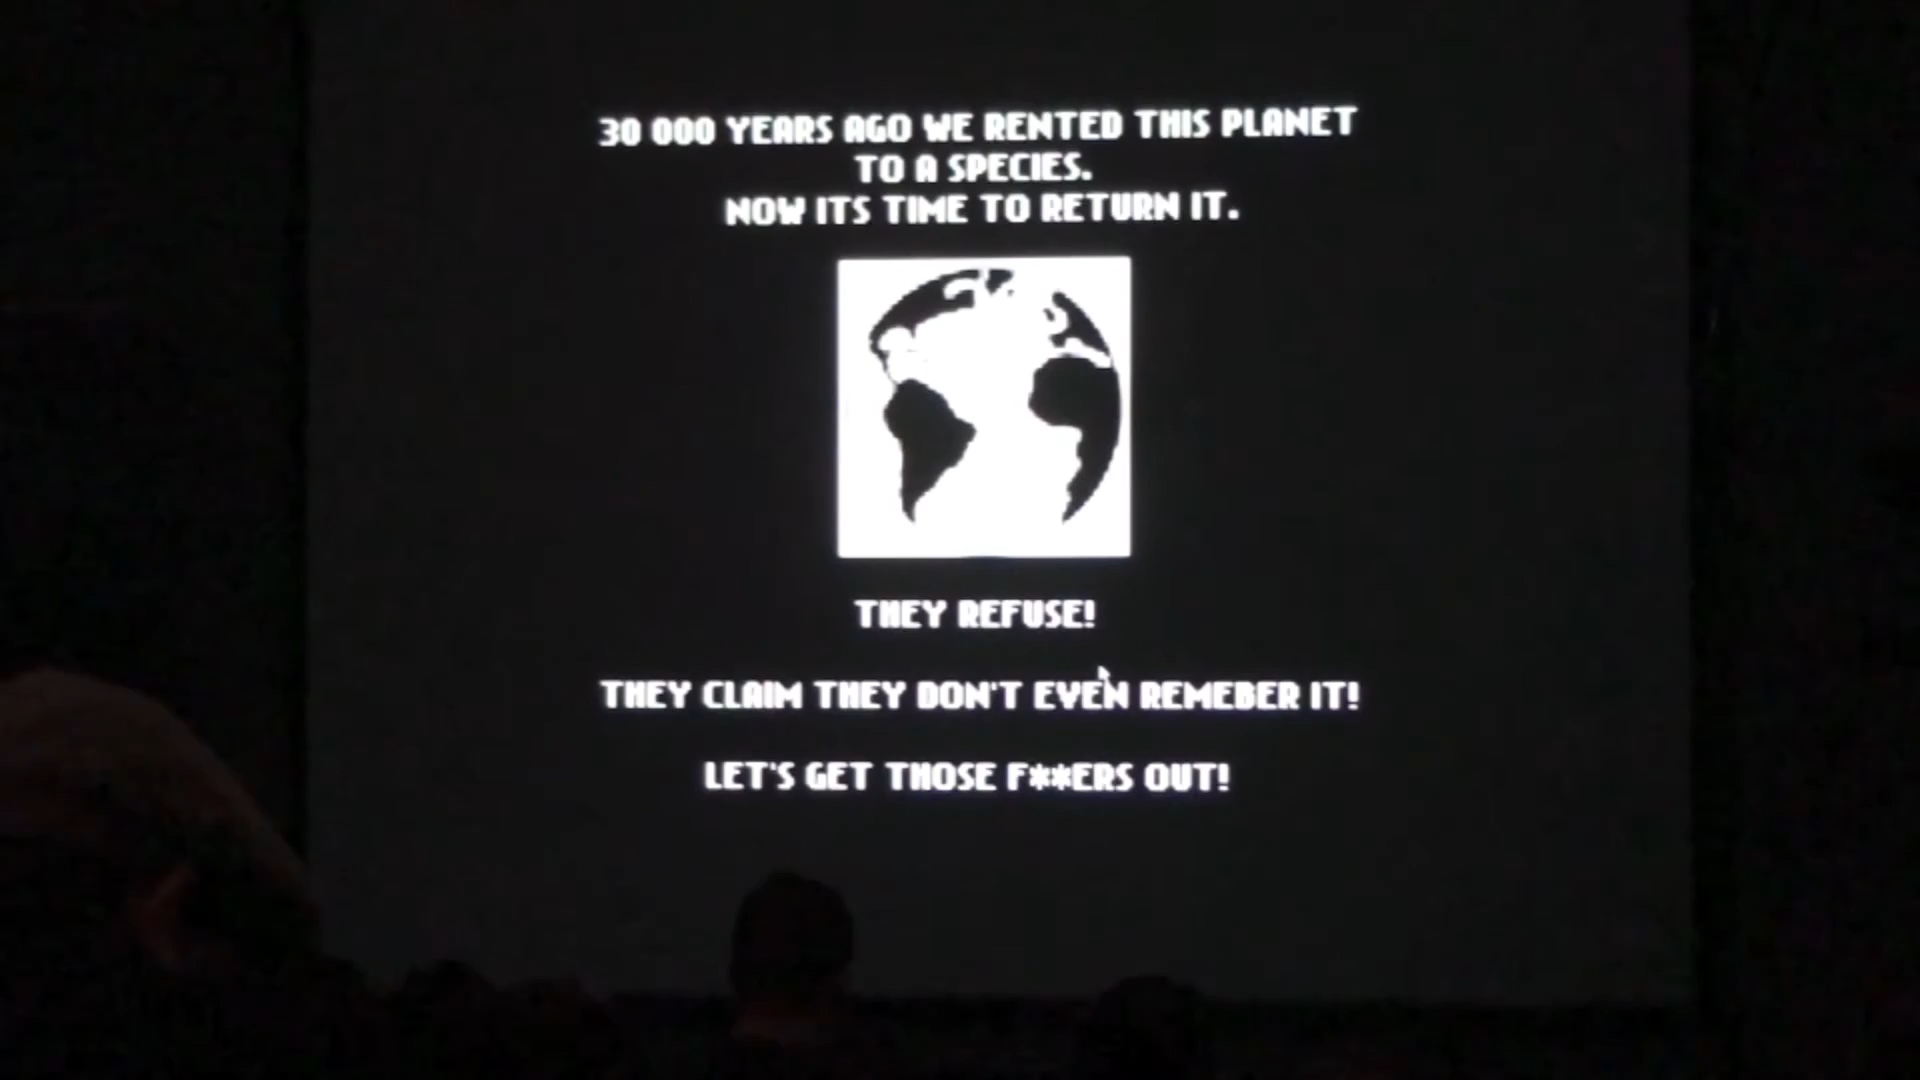 30 000 YEARS AGO WE RENTED THIS PLANET
TO A SPECIES.
NOW ITS TIME TO RETURN IT.
THEY REFUSE!
THEY CLAIM THEY DON'T EVEN REMEBER IT!
LET'S GET THOSE F**ERS OUT!